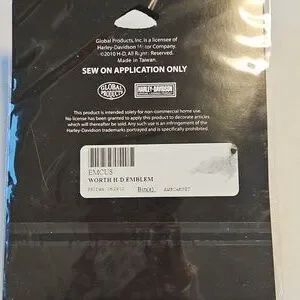 Global Products, Inc. is a licensee of
Harley-Davidson Motor Company.
©2010 H-D. All Rights Reserved.
Made in Taiwan.
SEW ON APPLICATION ONLY
GLOBAL
PRODUCTS
HARLEY-DAVIDSON
This product is intended solely for non-commercial home use.
No license has been granted to apply this product to decorate articles
which will thereafter be sold. Any such use is an infringement of the
Harley-Davidson trademarks portrayed and is specifically prohibited.
EMCUS
WORTH H-D EMBLEM